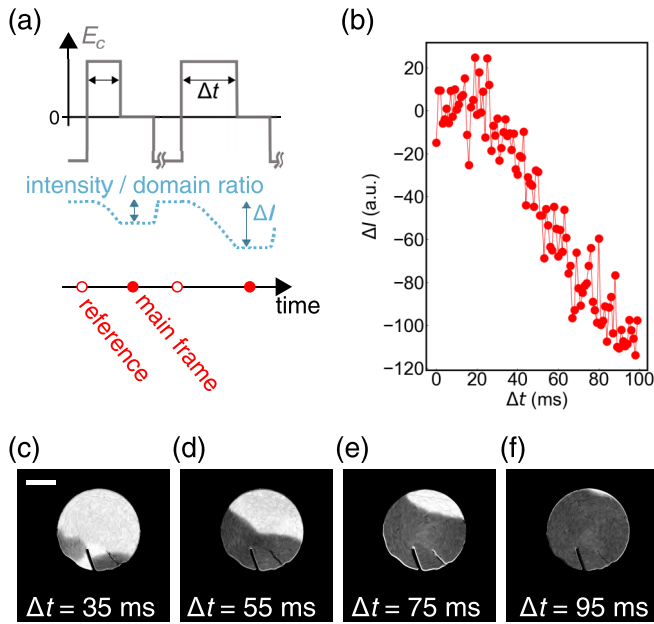 (a)
E_c
Δt
0
intensity / domain ratio
ΔI
time
reference
main frame
(b)
20
0
−20
−40
−60
−80
−100
−120
ΔI (a.u.)
0 20 40 60 80 100
Δt (ms)
(c) (d) (e) (f)
Δt = 35 ms Δt = 55 ms Δt = 75 ms Δt = 95 ms